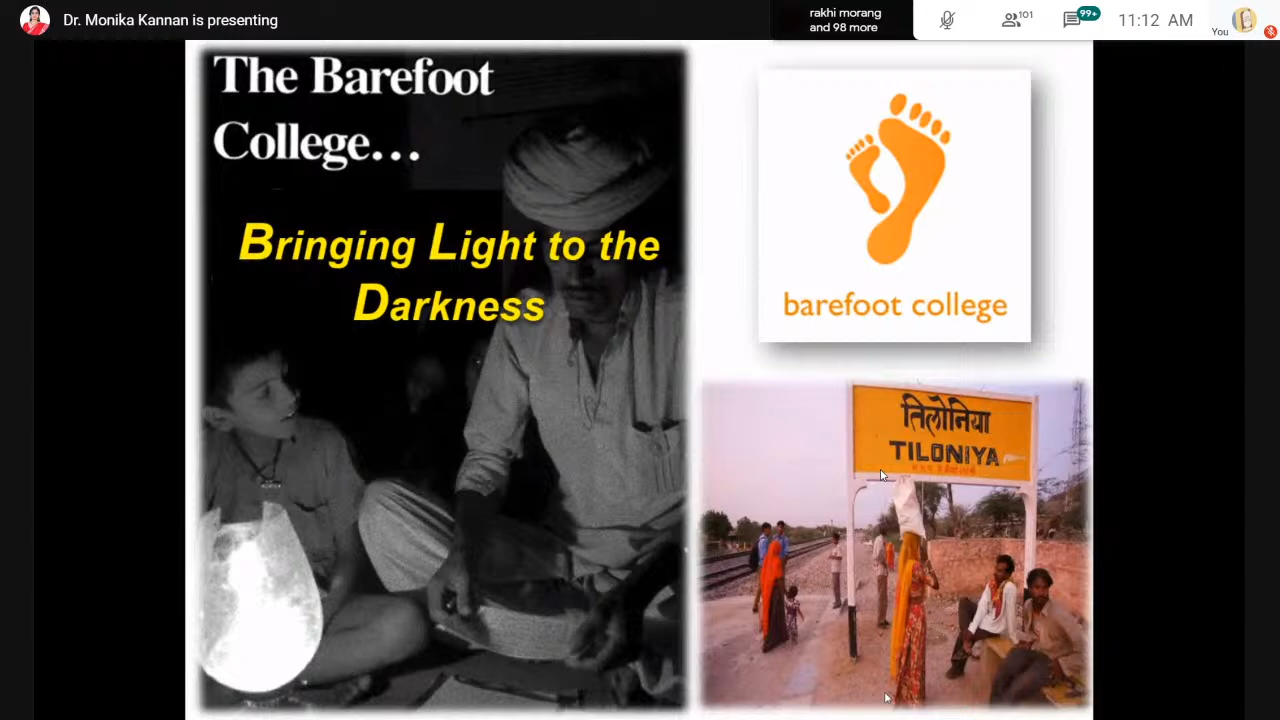 Dr. Monika Kannan is presenting
rakhi morang
and 98 more
101
99+
11:12 AM
You
The Barefoot
College...
Bringing Light to the
Darkness
barefoot college
तिलोनिया
TILONIYA